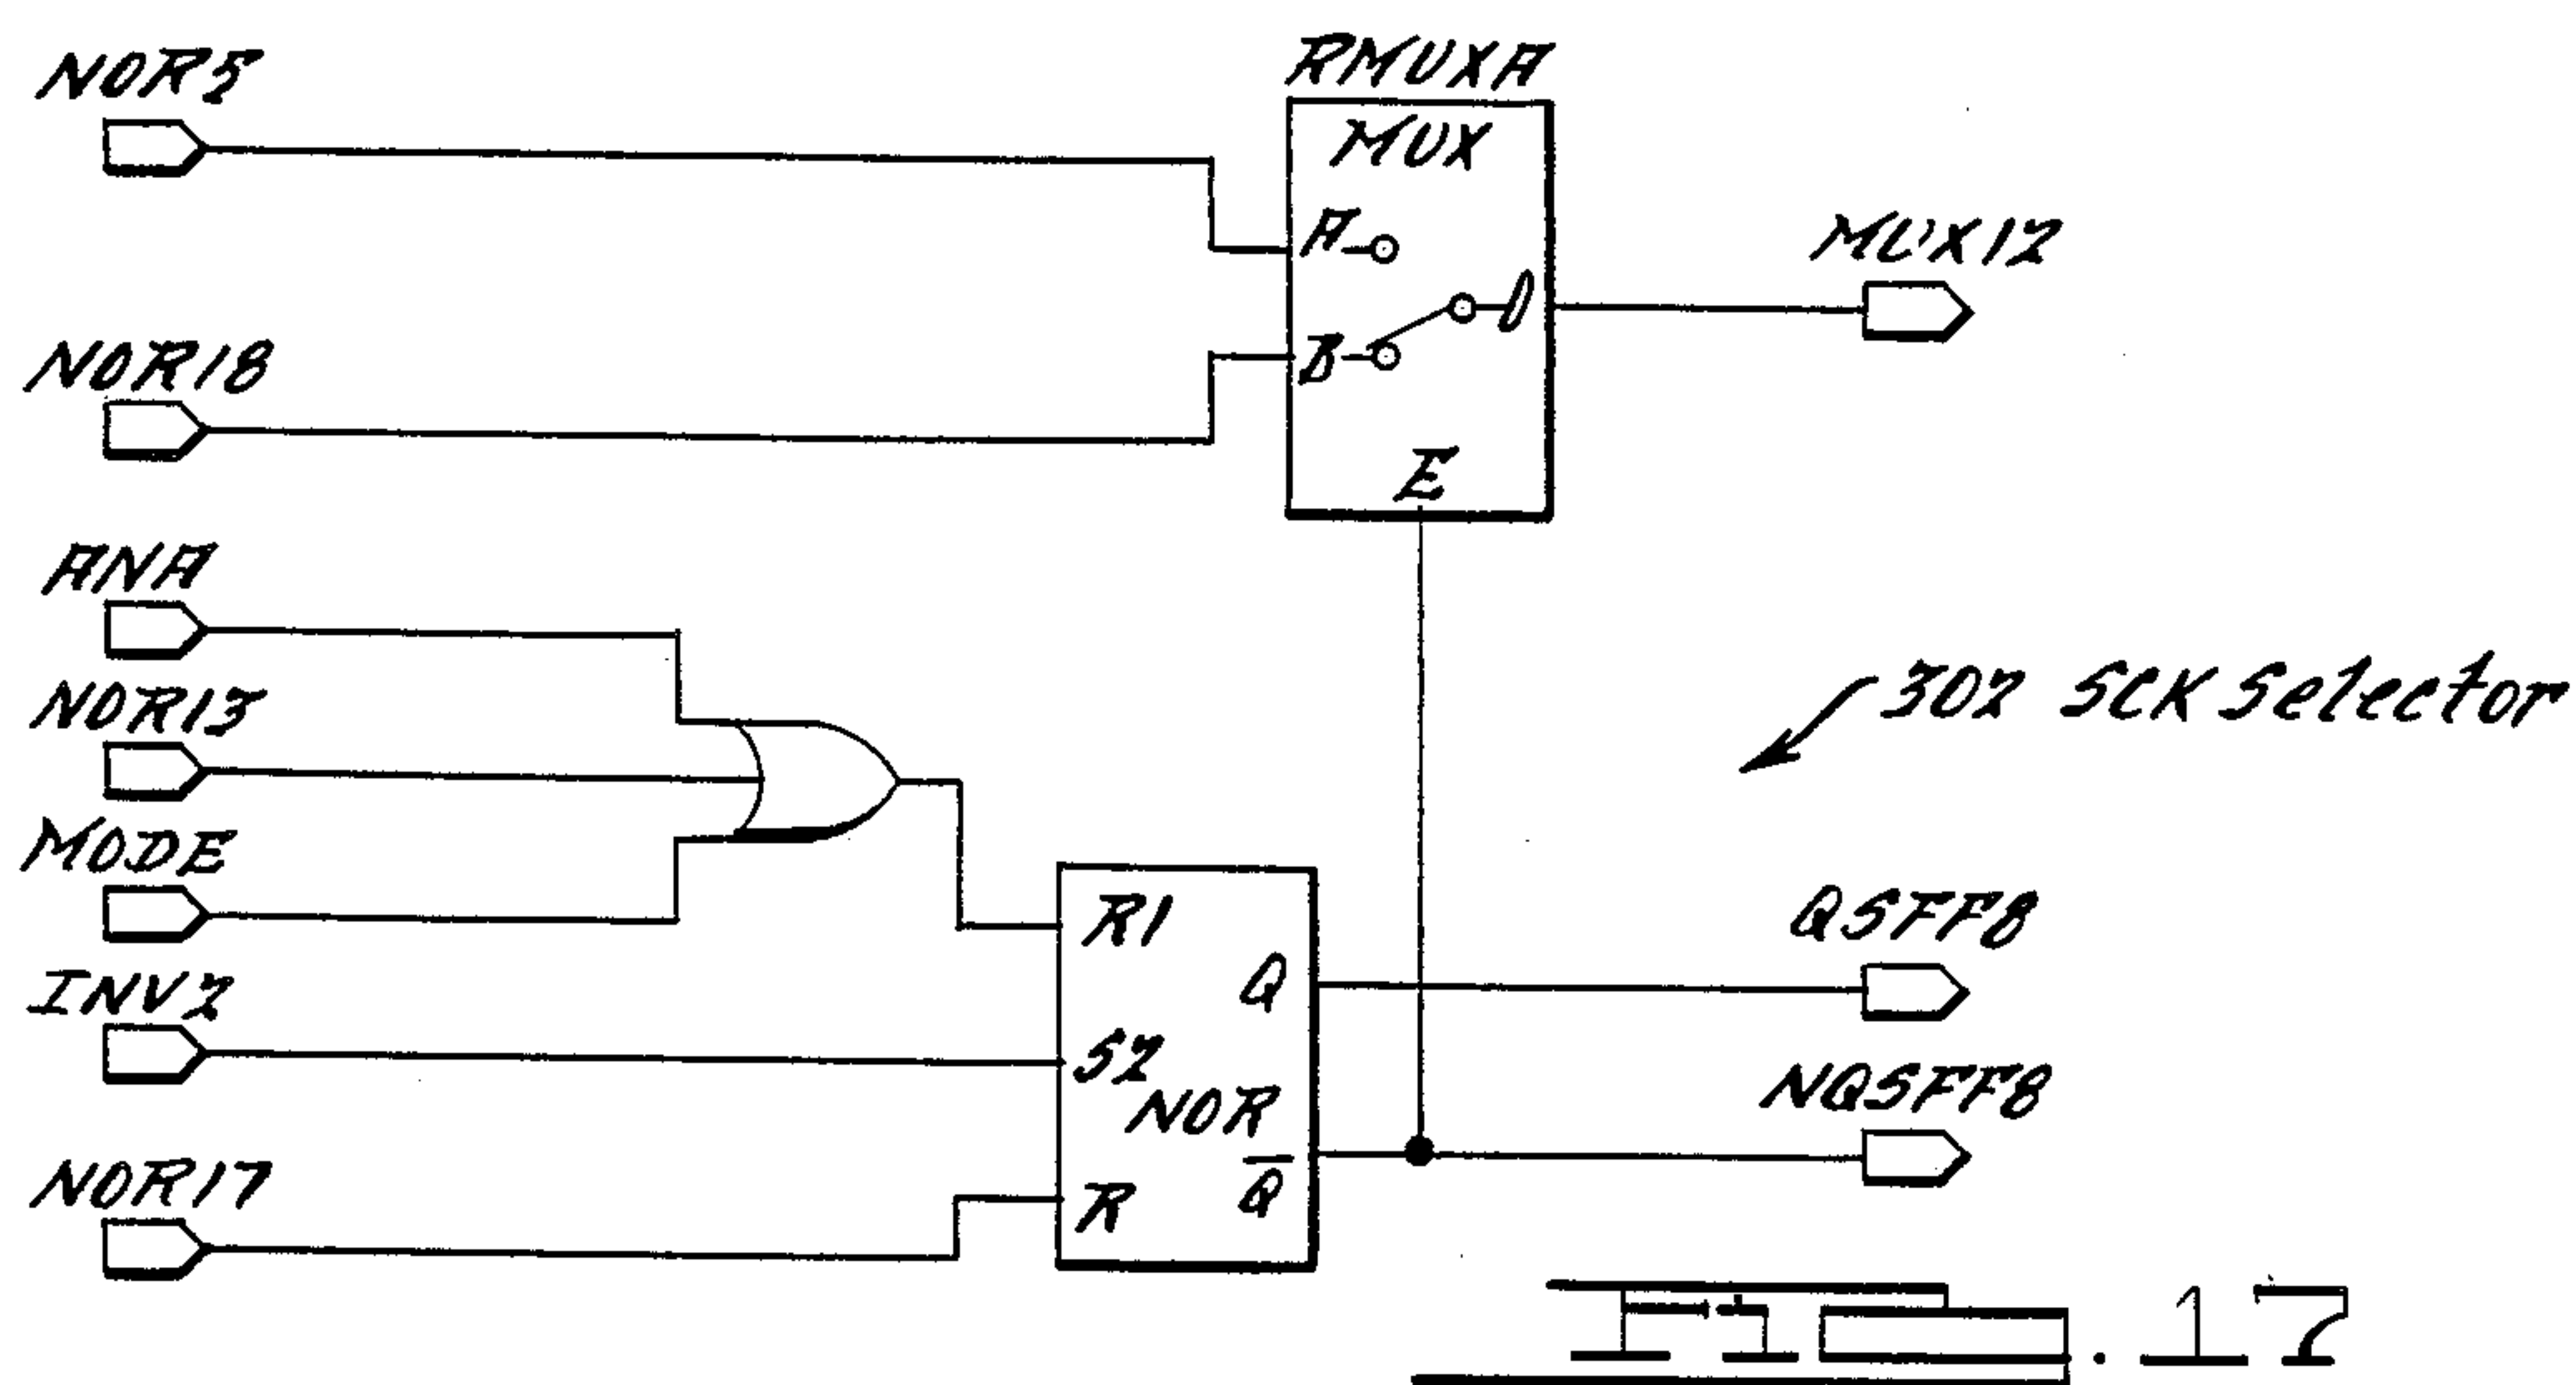 NOR5
RMUXA
MUX
A
O
B
E
MUX12
NOR18
ANA
NOR13
MODE
INV2
NOR17
R1
S2
NOR
R
Q
Q̅
302 SCK Selector
QSFF8
NQSFF8
Fig. 17